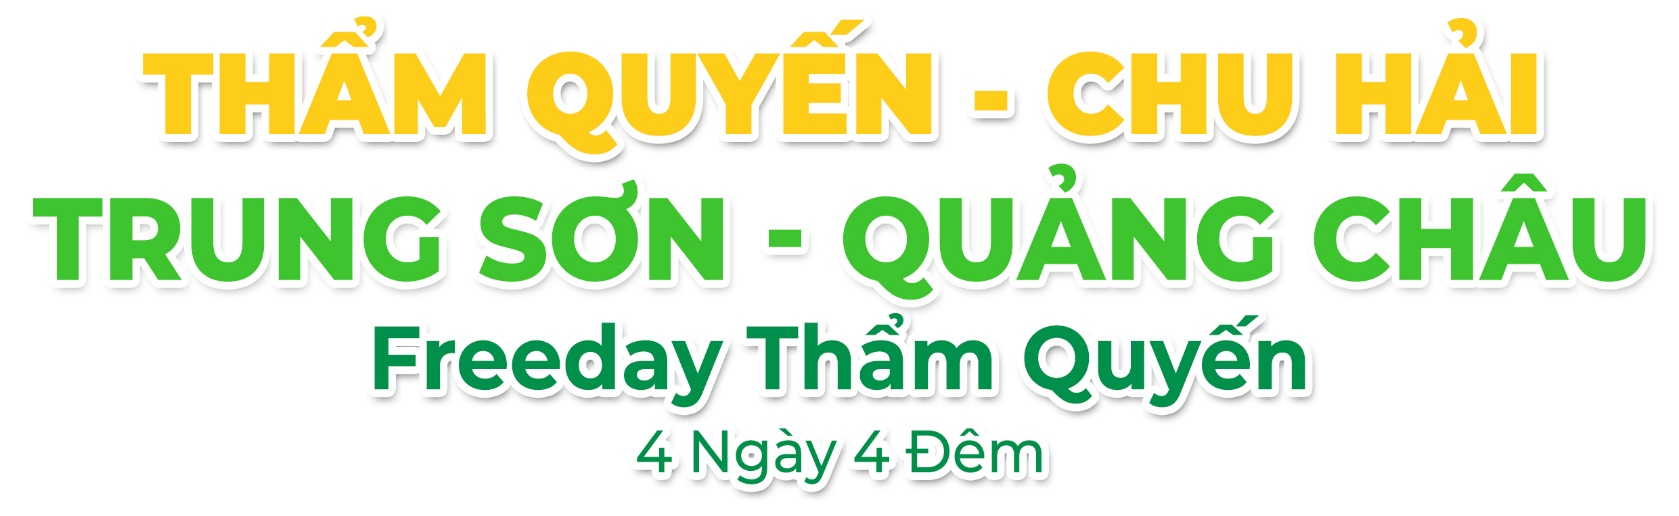 THẨM QUYẾN - CHU HẢI
TRUNG SƠN - QUẢNG CHÂU
Freeday Thẩm Quyến
4 Ngày 4 Đêm